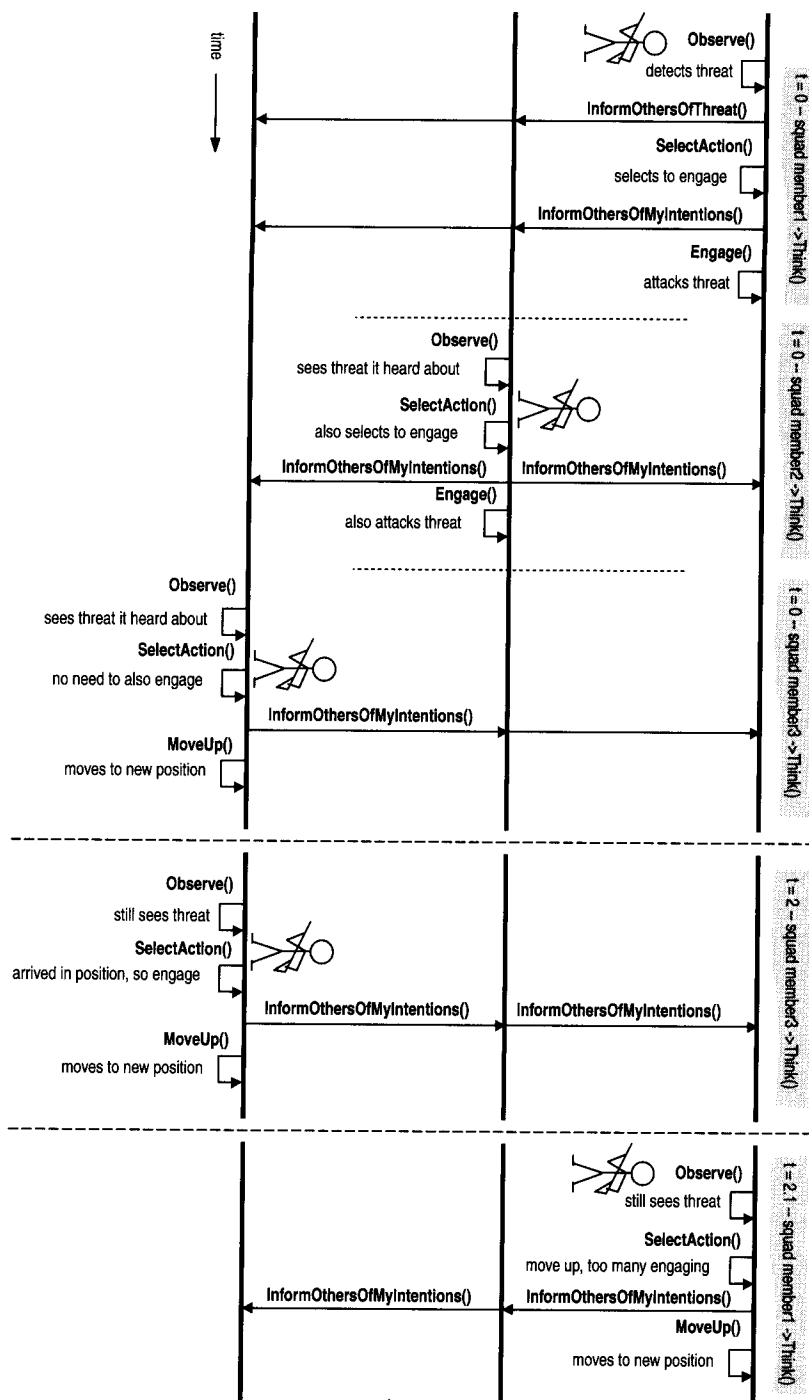 time
t = 0 – squad member1 ->Think()
Observe()
detects threat
InformOthersOfThreat()
SelectAction()
selects to engage
InformOthersOfMyIntentions()
Engage()
attacks threat
t = 0 – squad member2 ->Think()
Observe()
sees threat it heard about
SelectAction()
also selects to engage
InformOthersOfMyIntentions() InformOthersOfMyIntentions()
Engage()
also attacks threat
t = 0 – squad member3 ->Think()
Observe()
sees threat it heard about
SelectAction()
no need to also engage
InformOthersOfMyIntentions()
MoveUp()
moves to new position
t = 2 – squad member3 ->Think()
Observe()
still sees threat
SelectAction()
arrived in position, so engage
InformOthersOfMyIntentions() InformOthersOfMyIntentions()
MoveUp()
moves to new position
t = 2.1 – squad member1 ->Think()
Observe()
still sees threat
SelectAction()
move up, too many engaging
InformOthersOfMyIntentions() InformOthersOfMyIntentions()
MoveUp()
moves to new position